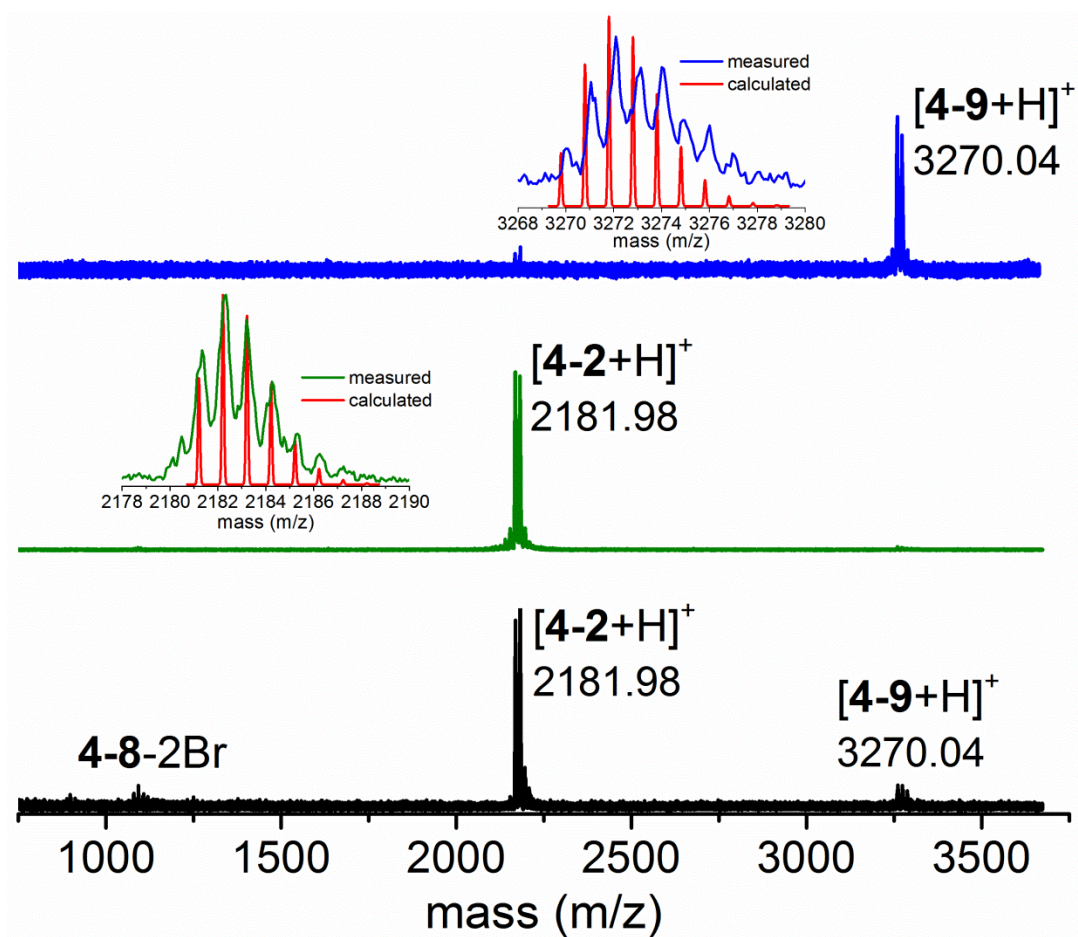 measured
calculated
3268 3270 3272 3274 3276 3278 3280
mass (m/z)
[4-9+H]+
3270.04
measured
calculated
2178 2180 2182 2184 2186 2188 2190
mass (m/z)
[4-2+H]+
2181.98
[4-2+H]+
2181.98
[4-9+H]+
3270.04
4-8-2Br
1000 1500 2000 2500 3000 3500
mass (m/z)